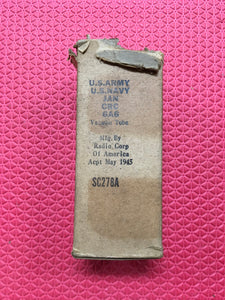 U.S. ARMY
U.S. NAVY
JAN
CRC
6A6
Vacuum Tube
Mfg. By
Radio Corp
Of America
Acpt May 1945
SC278A